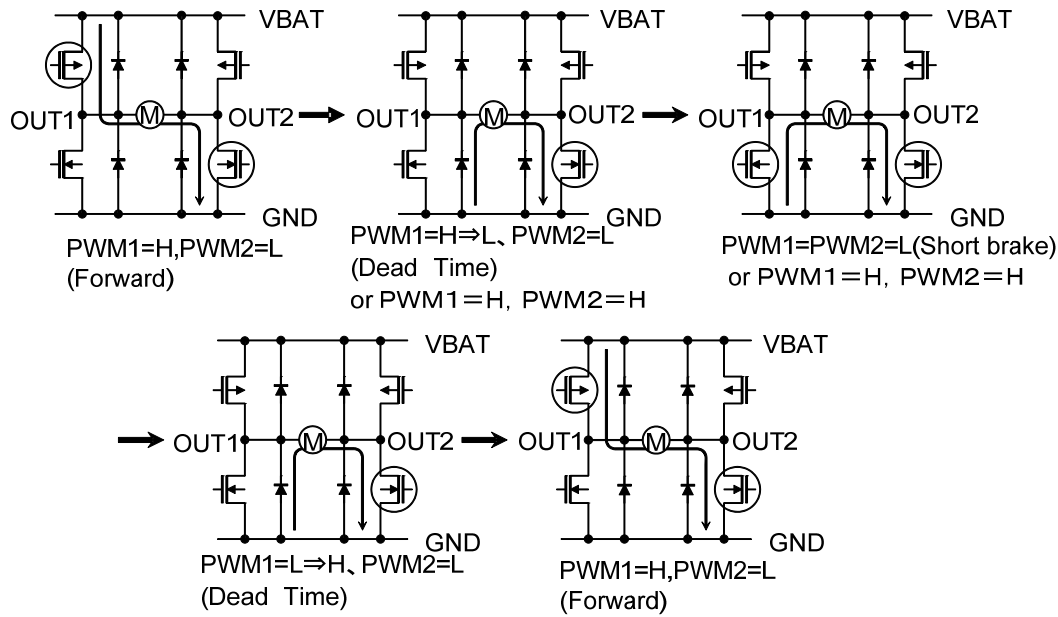 VBAT
OUT1
M
OUT2
GND
PWM1=H,PWM2=L
(Forward)
VBAT
OUT1
M
OUT2
GND
PWM1=H⇒L、PWM2=L
(Dead Time)
or PWM1=H, PWM2=H
VBAT
OUT1
M
OUT2
GND
PWM1=PWM2=L(Short brake)
or PWM1=H, PWM2=H
VBAT
OUT1
M
OUT2
GND
PWM1=L⇒H、PWM2=L
(Dead Time)
VBAT
OUT1
M
OUT2
GND
PWM1=H,PWM2=L
(Forward)